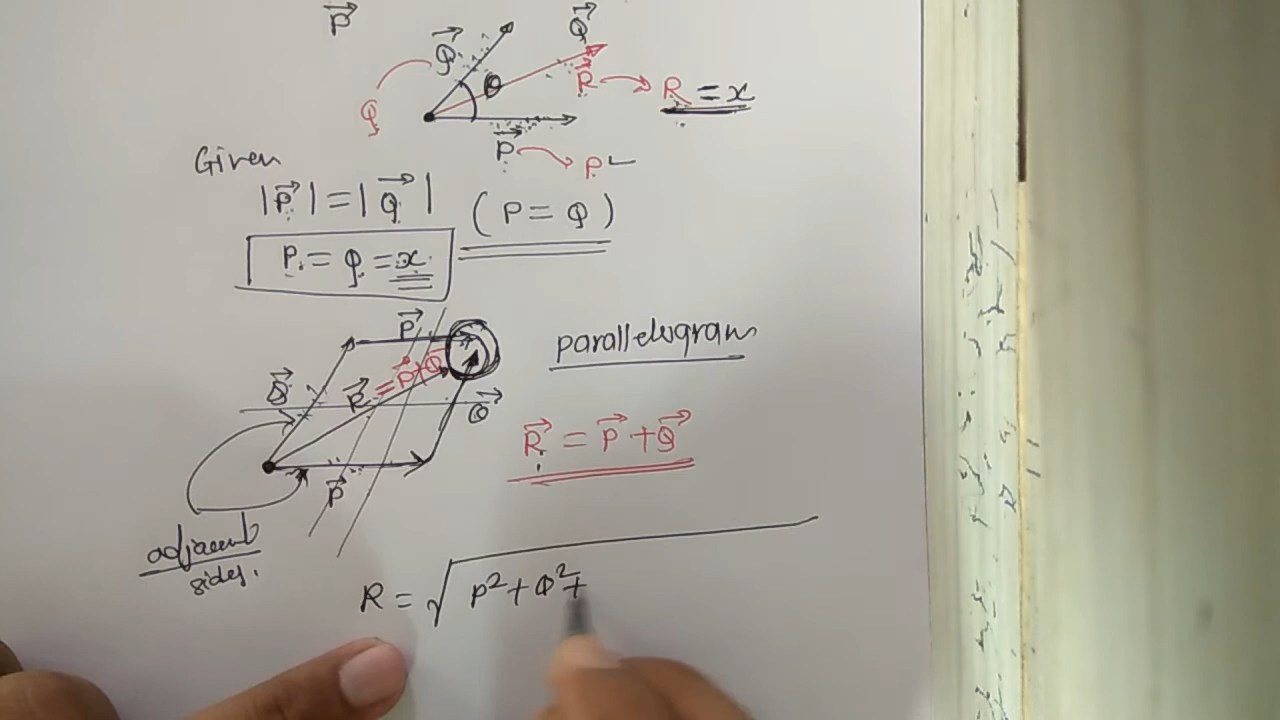 P⃗
Q⃗ Q⃗
θ R⃗ R = x
Q
P⃗ P
Given
|P⃗| = |Q⃗| (P = Q)
P = Q = x
P⃗
parallelogram
Q⃗ R⃗ = P⃗+Q⃗
Q⃗
R⃗ = P⃗ + Q⃗
P⃗
adjacent
sides.
R = √ P² + Q² +